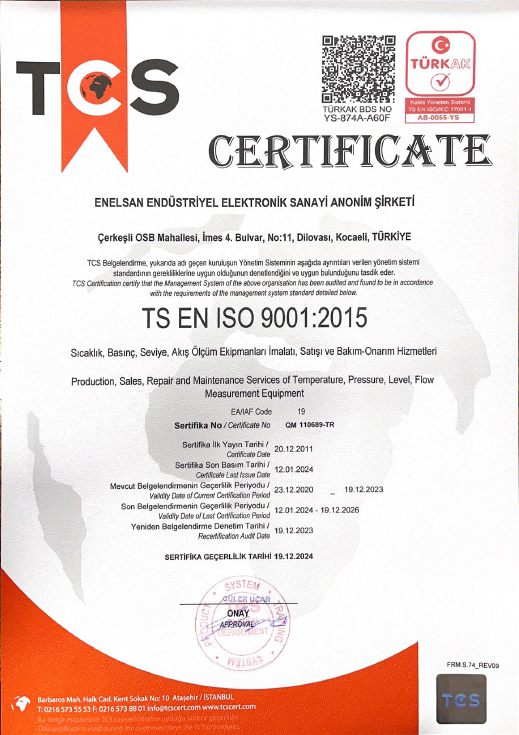 TCS
TÜRKAK
Kalite Yönetim Sistemi
TS EN ISO/IEC 17021-1
AB-0055-YS
TÜRKAK BDS NO
YS-874A-A60F
CERTIFICATE
ENELSAN ENDÜSTRİYEL ELEKTRONİK SANAYİ ANONİM ŞİRKETİ
Çerkeşli OSB Mahallesi, İmes 4. Bulvar, No:11, Dilovası, Kocaeli, TÜRKİYE
TCS Belgelendirme, yukarıda adı geçen kuruluşun Yönetim Sisteminin aşağıda ayrıntıları verilen yönetim sistemi
standardının gerekliliklerine uygun olduğunun denetlendiğini ve uygun bulunduğunu tasdik eder.
TCS Certification certify that the Management System of the above organisation has been audited and found to be in accordance
with the requirements of the management system standard detailed below.
TS EN ISO 9001:2015
Sıcaklık, Basınç, Seviye, Akış Ölçüm Ekipmanları İmalatı, Satışı ve Bakım-Onarım Hizmetleri
Production, Sales, Repair and Maintenance Services of Temperature, Pressure, Level, Flow
Measurement Equipment
EA/IAF Code 19
Sertifika No / Certificate No QM 110689-TR
Sertifika İlk Yayın Tarihi / 20.12.2011
Certificate Date
Sertifika Son Basım Tarihi / 12.01.2024
Certificate Last Issue Date
Mevcut Belgelendirmenin Geçerlilik Periyodu / 23.12.2020 _ 19.12.2023
Validity Date of Current Certification Period
Son Belgelendirmenin Geçerlilik Periyodu / 12.01.2024 - 19.12.2026
Validity Date of Last Certification Period
Yeniden Belgelendirme Denetim Tarihi / 19.12.2023
Recertification Audit Date
SERTİFİKA GEÇERLİLİK TARİHİ 19.12.2024
SYSTEM
GÜLER UÇAR
PRODUCT
TRAINING
ONAY
APPROVAL
DEPARTMENT
SYSTEM
FRM.S.74_REV09
TCS
Barbaros Mah. Halk Cad. Kent Sokak No: 10 Ataşehir / İSTANBUL
T: 0216 573 55 53 F: 0216 573 88 01 info@tcscert.com www.tcscert.com